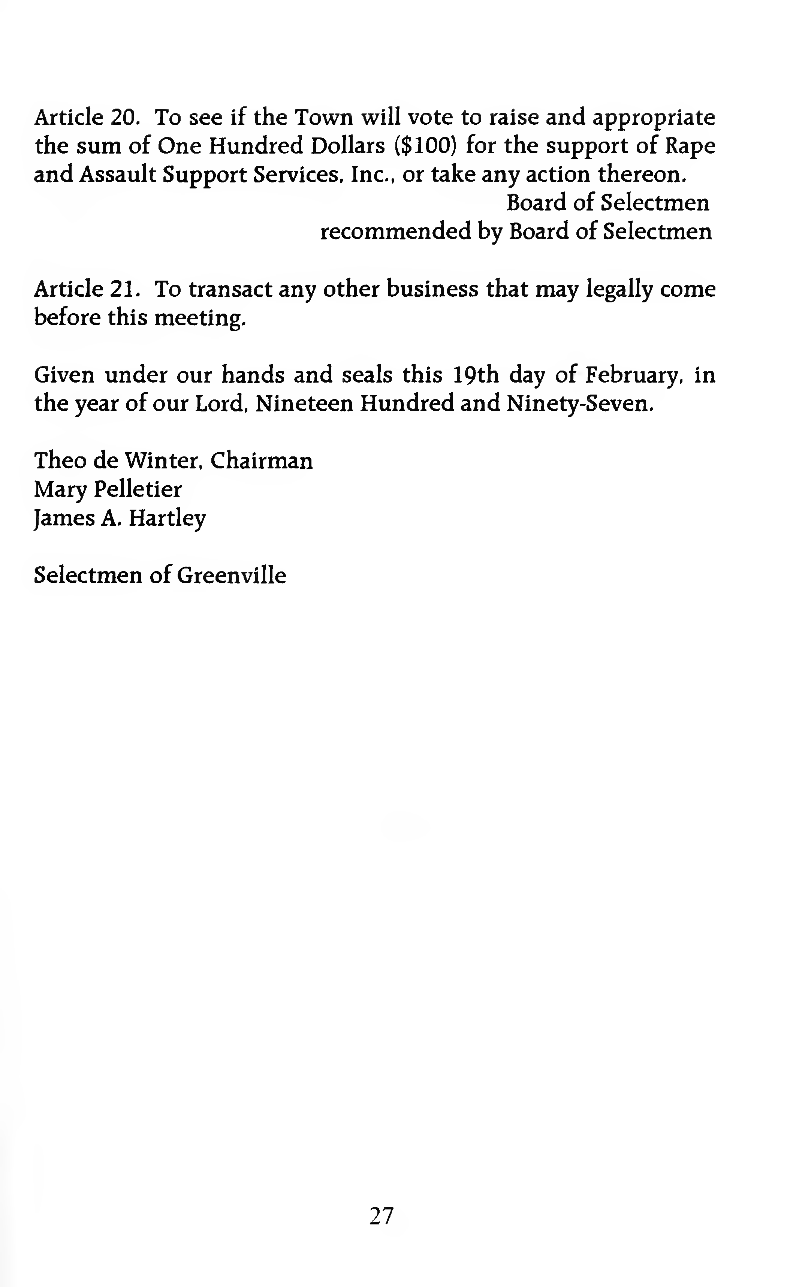 Article 20. To see if the Town will vote to raise and appropriate
the sum of One Hundred Dollars ($100) for the support of Rape
and Assault Support Services, Inc., or take any action thereon.
Board of Selectmen
recommended by Board of Selectmen
Article 21. To transact any other business that may legally come
before this meeting.
Given under our hands and seals this 19th day of February, in
the year of our Lord, Nineteen Hundred and Ninety-Seven.
Theo de Winter, Chairman
Mary Pelletier
James A. Hartley
Selectmen of Greenville
27